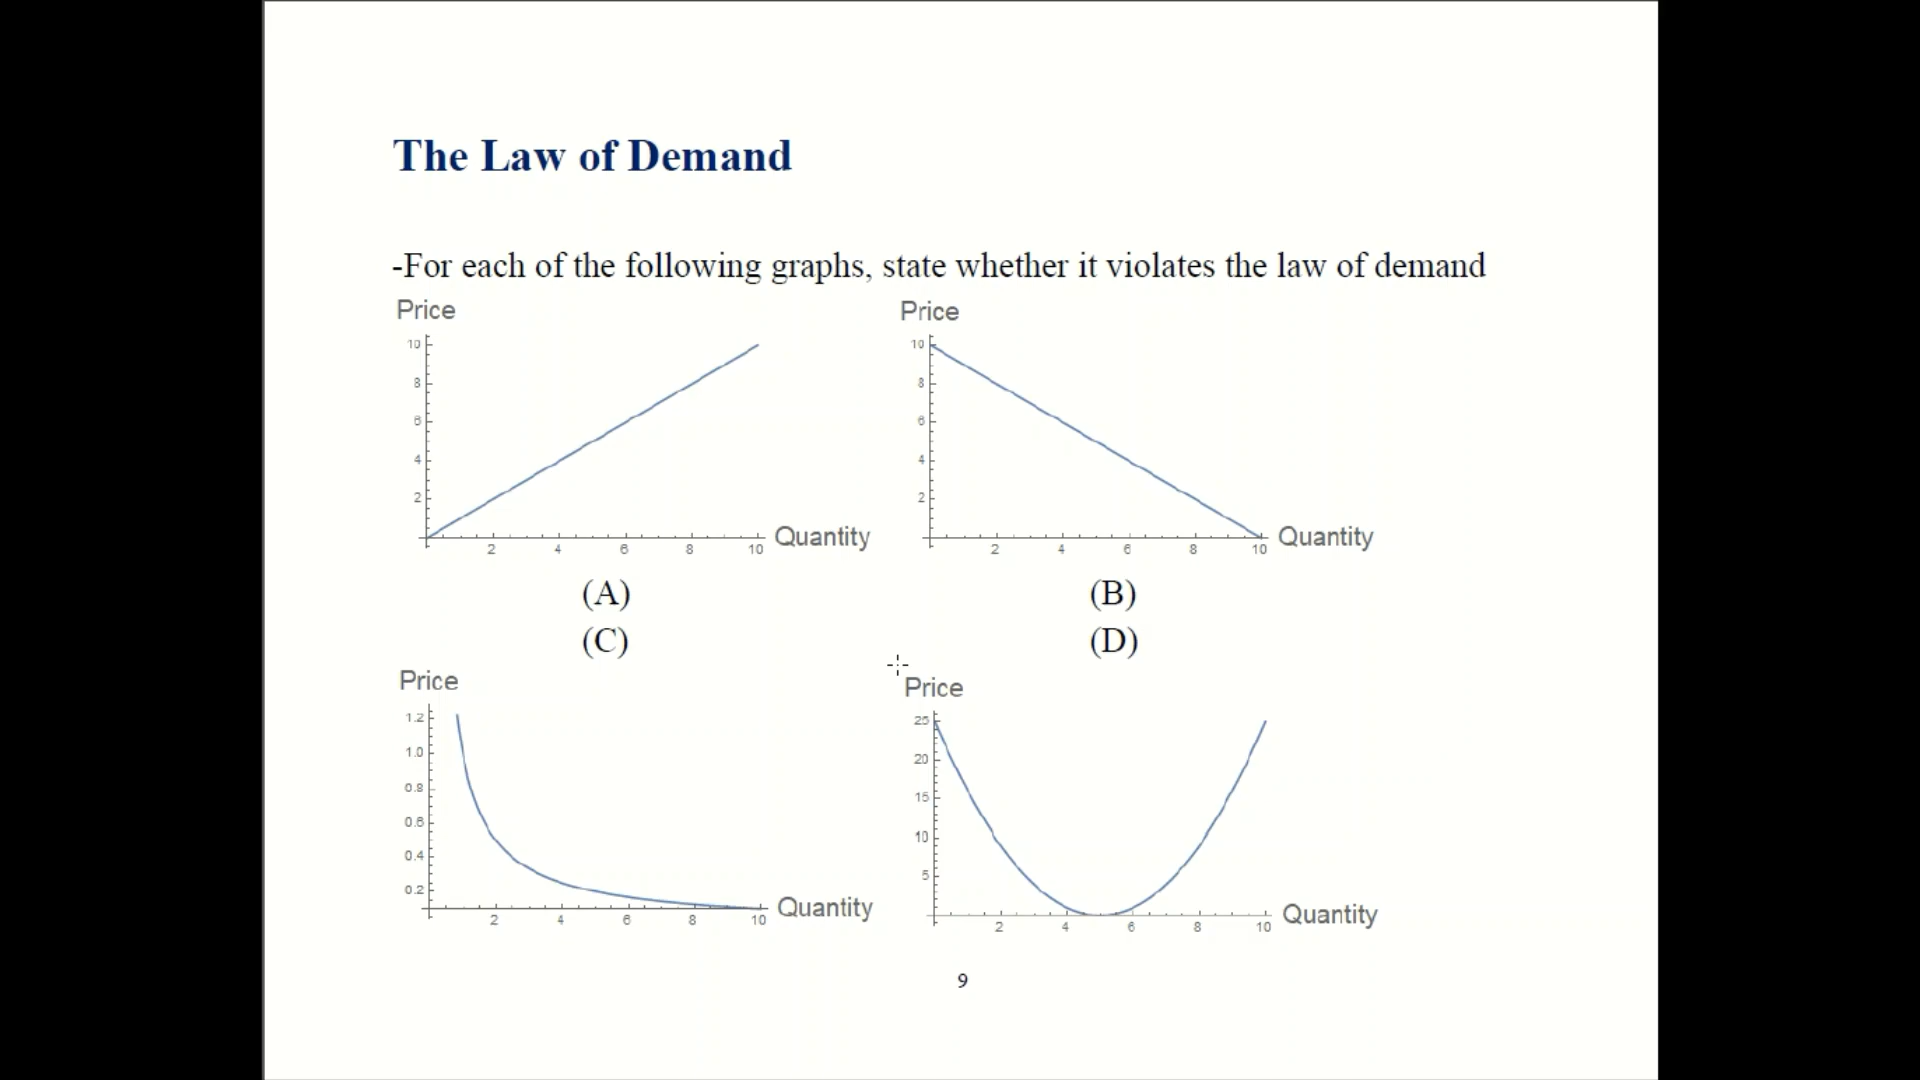 The Law of Demand
-For each of the following graphs, state whether it violates the law of demand
Price
10
8
6
4
2
2 4 6 8 10
Quantity
(A)
Price
10
8
6
4
2
2 4 6 8 10
Quantity
(B)
(C)
Price
1.2
1.0
0.8
0.6
0.4
0.2
2 4 6 8 10
Quantity
(D)
Price
25
20
15
10
5
2 4 6 8 10
Quantity
9